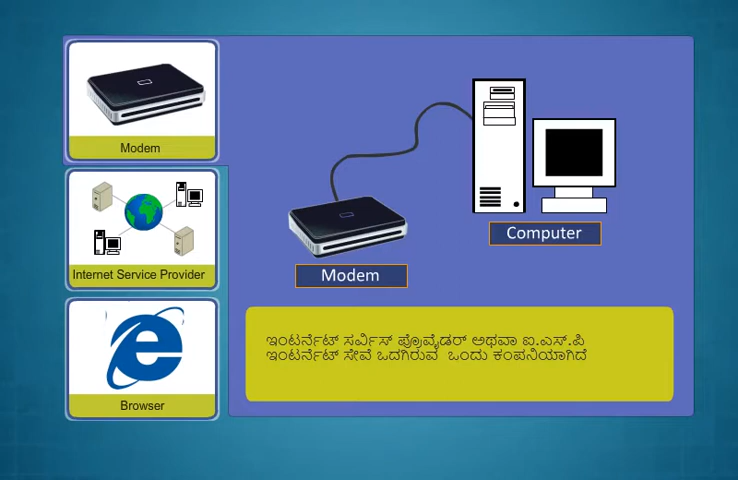 Modem
Internet Service Provider
Browser
Modem
Computer
ಇಂಟರ್ನೆಟ್ ಸರ್ವಿಸ್ ಪ್ರೊವೈಡರ್ ಅಥವಾ ಐ.ಎಸ್.ಪಿ
ಇಂಟರ್ನೆಟ್ ಸೇವೆ ಒದಗಿರುವ ಒಂದು ಕಂಪನಿಯಾಗಿದೆ